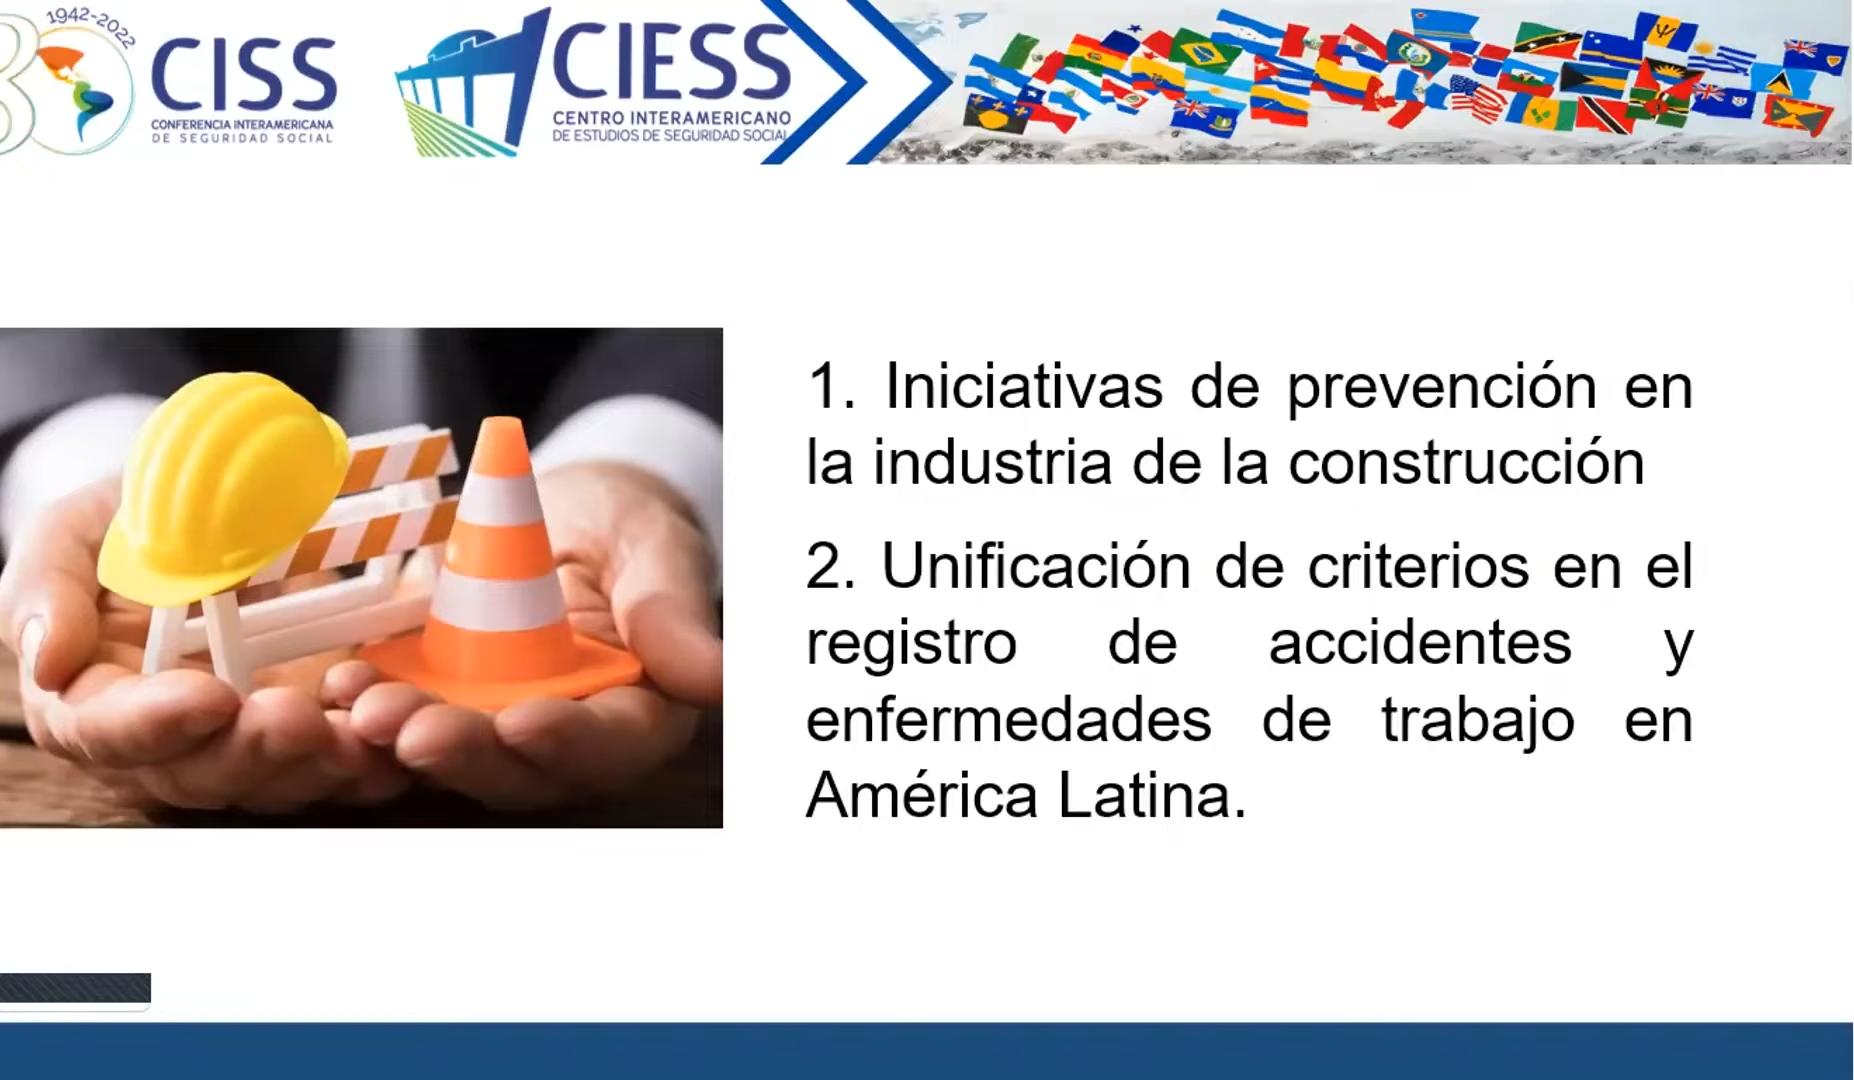 1942-2022
CISS
CONFERENCIA INTERAMERICANA
DE SEGURIDAD SOCIAL
CIESS
CENTRO INTERAMERICANO
DE ESTUDIOS DE SEGURIDAD SOCIAL
1. Iniciativas de prevención en
la industria de la construcción
2. Unificación de criterios en el
registro de accidentes y
enfermedades de trabajo en
América Latina.